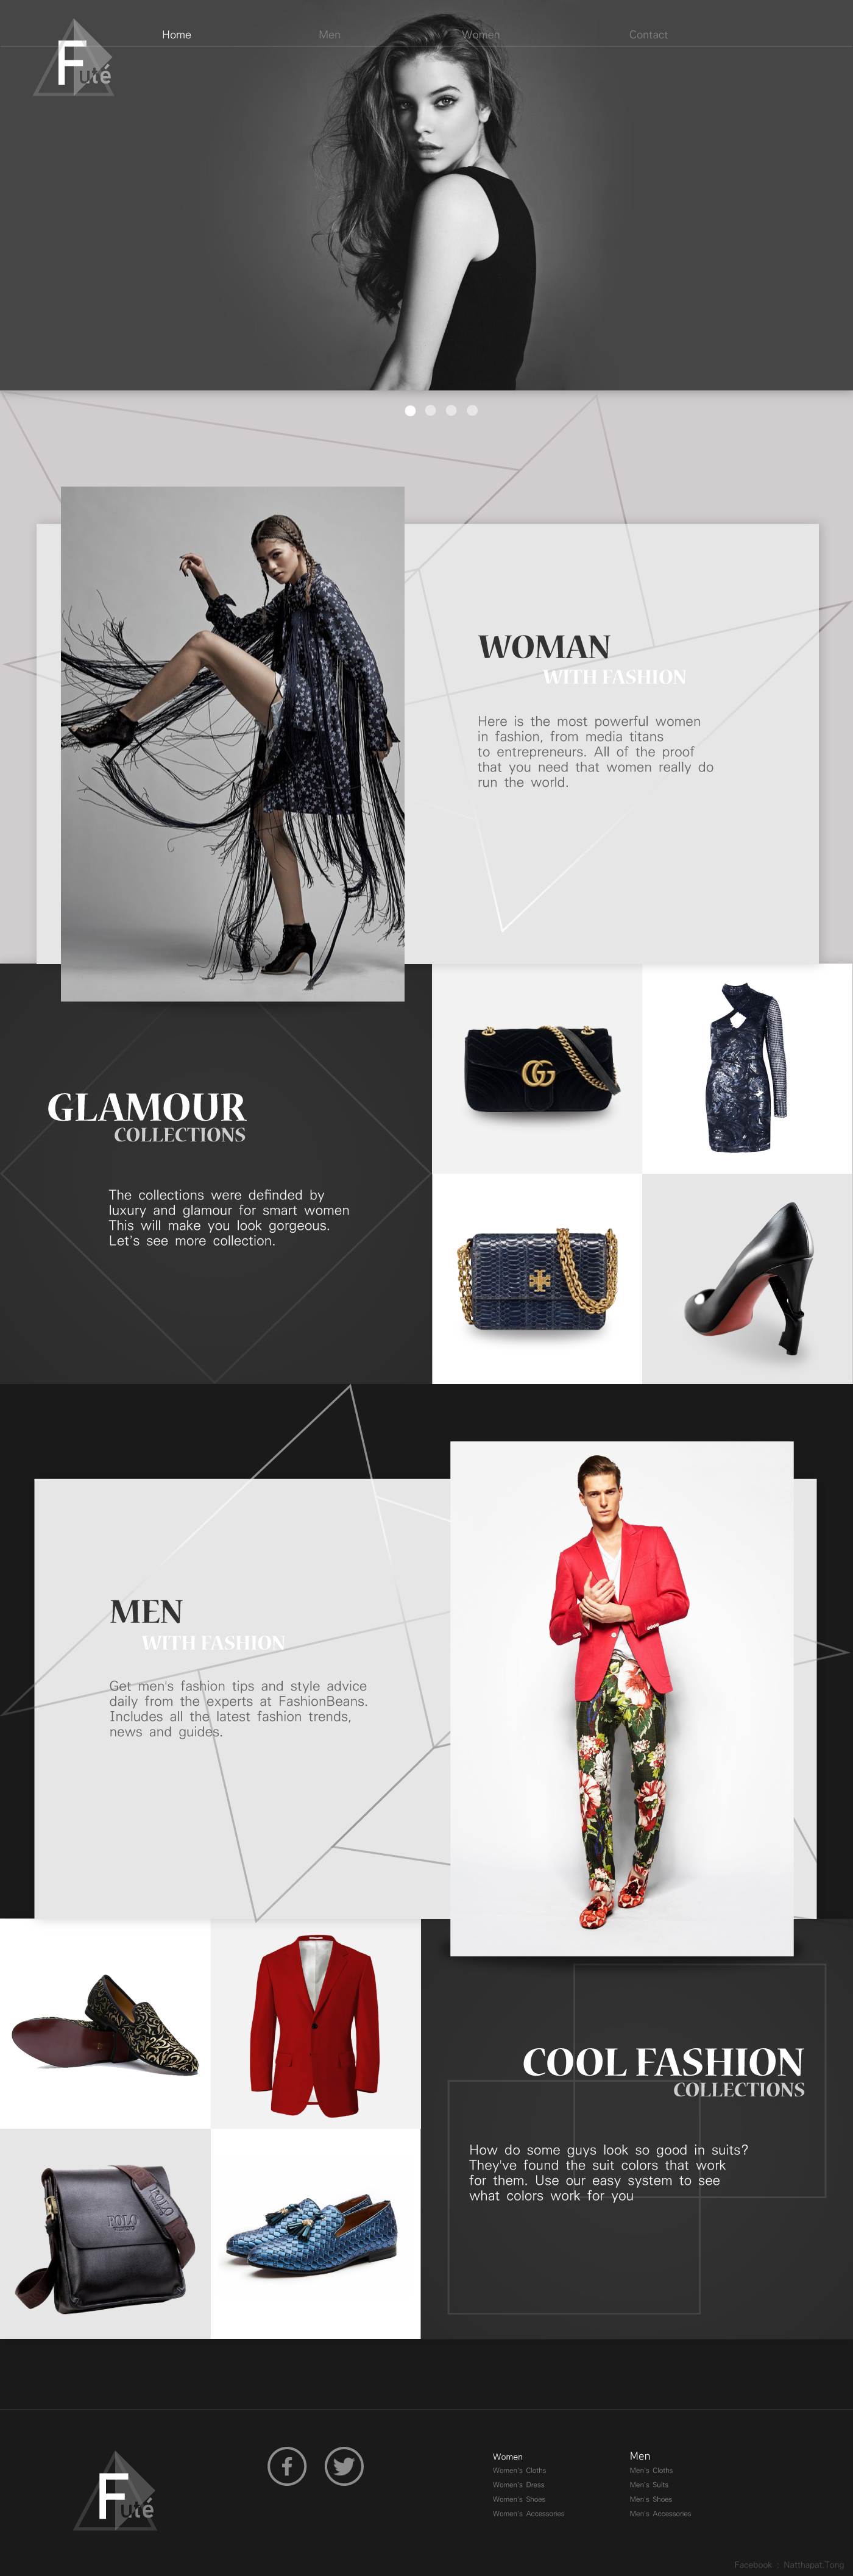 Home
Men
Women
Contact
Futé
WOMAN
WITH FASHION
Here is the most powerful women
in fashion, from media titans
to entrepreneurs. All of the proof
that you need that women really do
run the world.
GLAMOUR
COLLECTIONS
The collections were definded by
luxury and glamour for smart women
This will make you look gorgeous.
Let's see more collection.
MEN
WITH FASHION
Get men's fashion tips and style advice
daily from the experts at FashionBeans.
Includes all the latest fashion trends,
news and guides.
COOL FASHION
COLLECTIONS
How do some guys look so good in suits?
They've found the suit colors that work
for them. Use our easy system to see
what colors work for you
POLO
POLO
Futé
Women
Women's Cloths
Women's Dress
Women's Shoes
Women's Accessories
Men
Men's Cloths
Men's Suits
Men's Shoes
Men's Accessories
Facebook : Natthapat.Tong